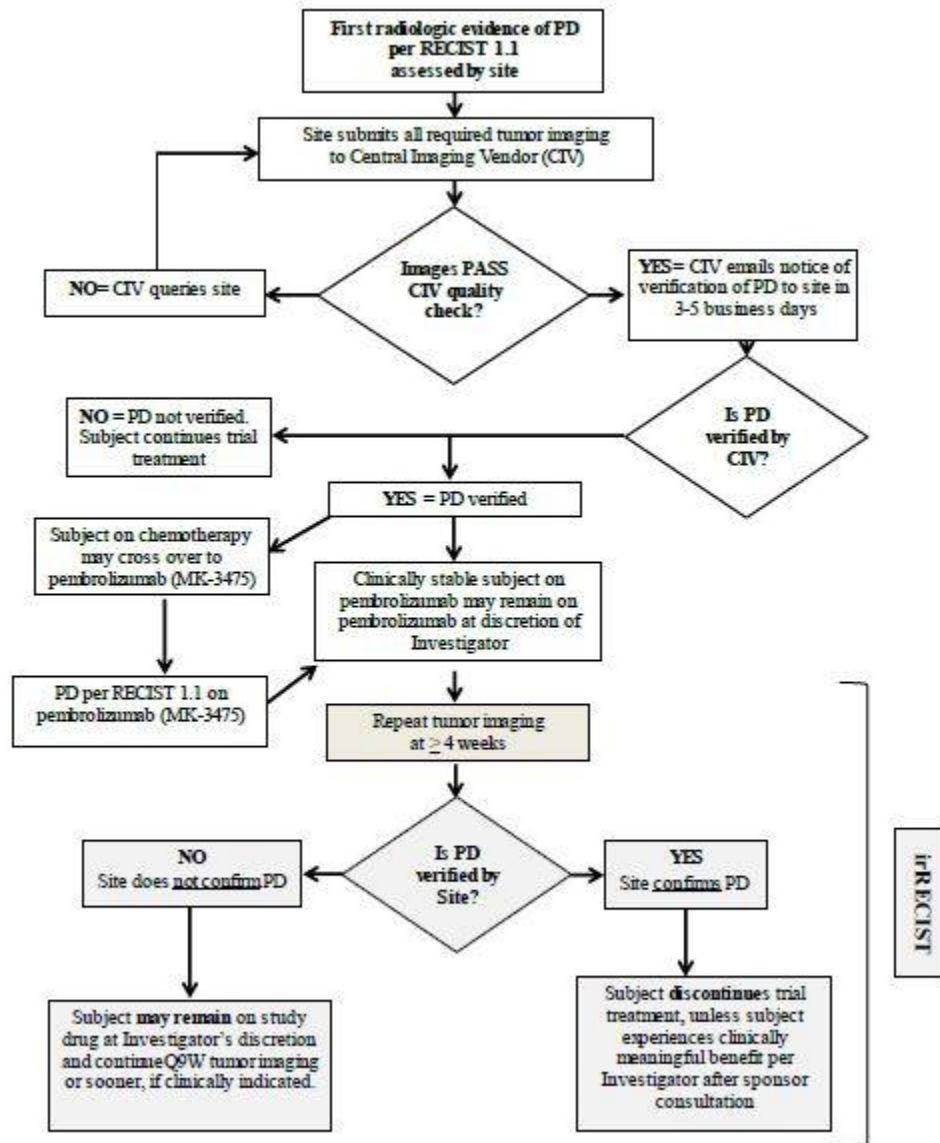 First radiologic evidence of PD
per RECIST 1.1
assessed by site
Site submits all required tumor imaging
to Central Imaging Vendor (CIV)
Images PASS
CIV quality
check?
NO= CIV queries site
YES= CIV emails notice of
verification of PD to site in
3-5 business days
NO = PD not verified.
Subject continues trial
treatment
Is PD
verified by
CIV?
YES = PD verified
Subject on chemotherapy
may cross over to
pembrolizumab (MK-3475)
Clinically stable subject on
pembrolizumab may remain on
pembrolizumab at discretion of
Investigator
PD per RECIST 1.1 on
pembrolizumab (MK-3475)
Repeat tumor imaging
at ≥ 4 weeks
Is PD
verified by
Site?
NO
Site does not confirm PD
YES
Site confirms PD
irRECIST
Subject may remain on study
drug at Investigator's discretion
and continue Q9W tumor imaging
or sooner, if clinically indicated.
Subject discontinues trial
treatment, unless subject
experiences clinically
meaningful benefit per
Investigator after sponsor
consultation